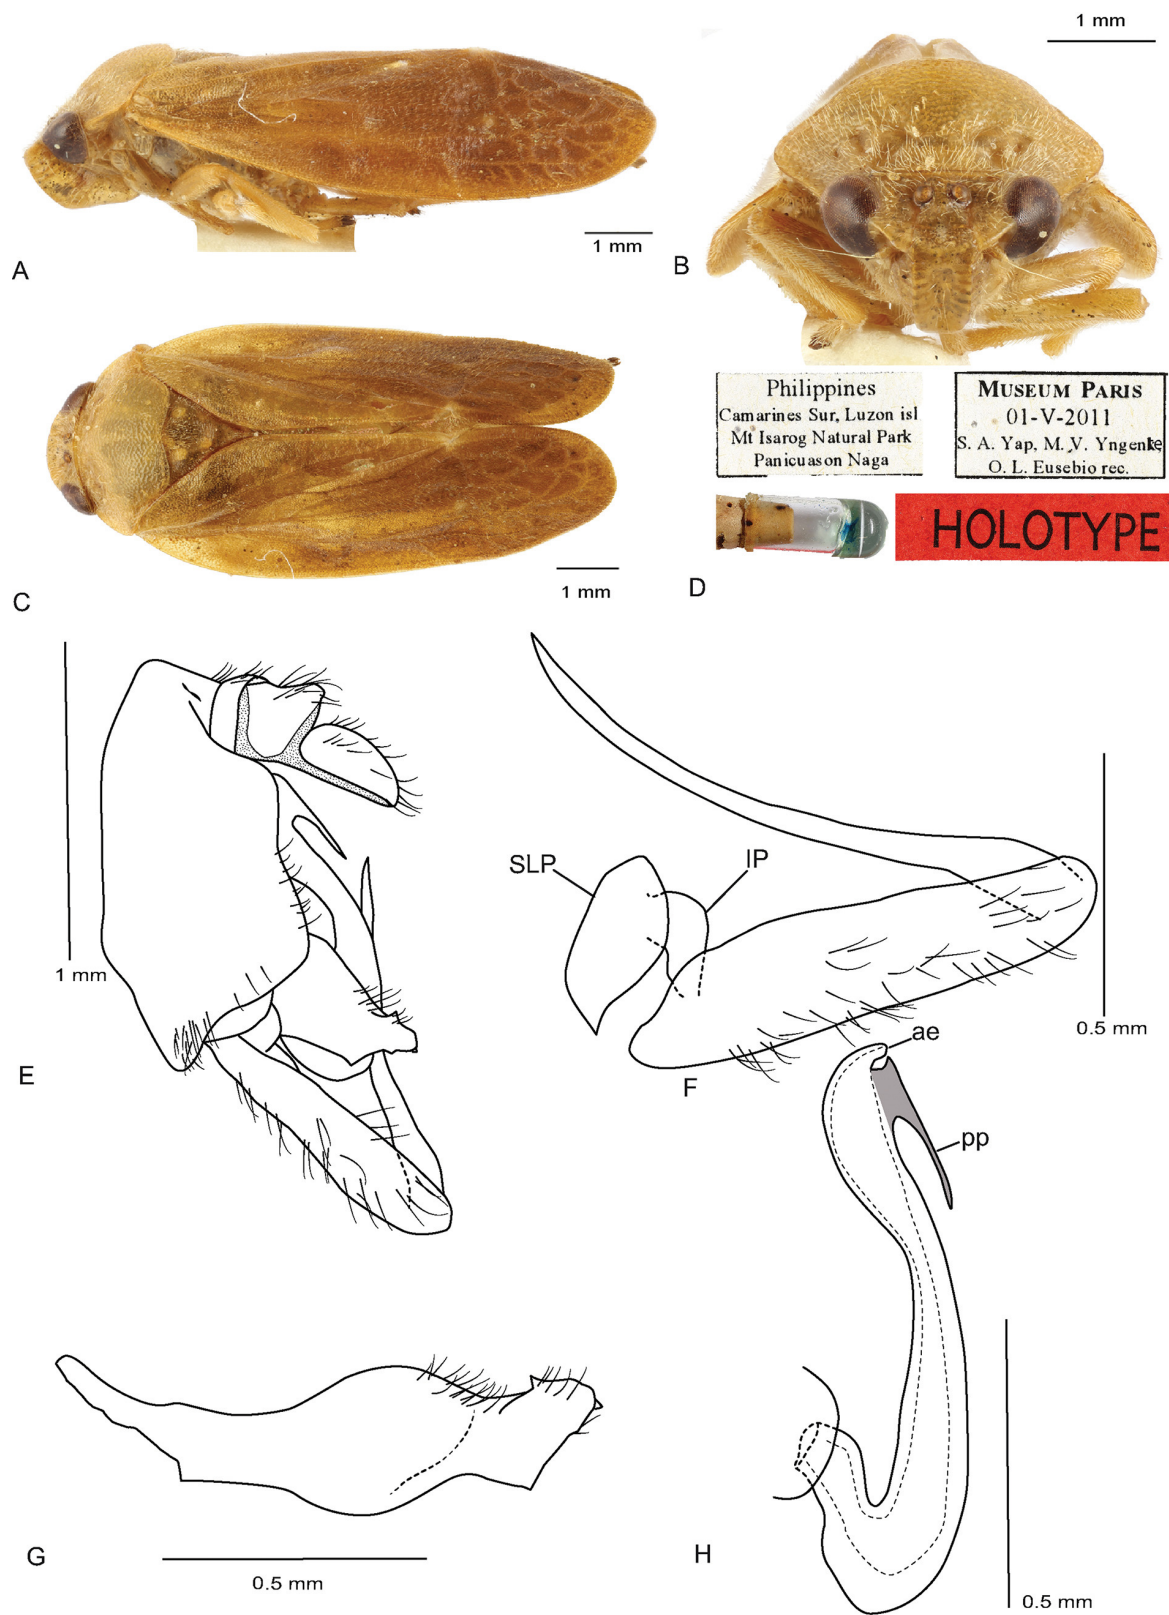 1 mm
1 mm
A
B
Philippines
Camarines Sur, Luzon isl
Mt Isarog Natural Park
Panicuason Naga
MUSEUM PARIS
01-V-2011
S. A. Yap, M. V. Yngenke,
O. L. Eusebio rec.
HOLOTYPE
1 mm
C
D
SLP
IP
1 mm
0.5 mm
E
F
ae
pp
G
0.5 mm
H
0.5 mm